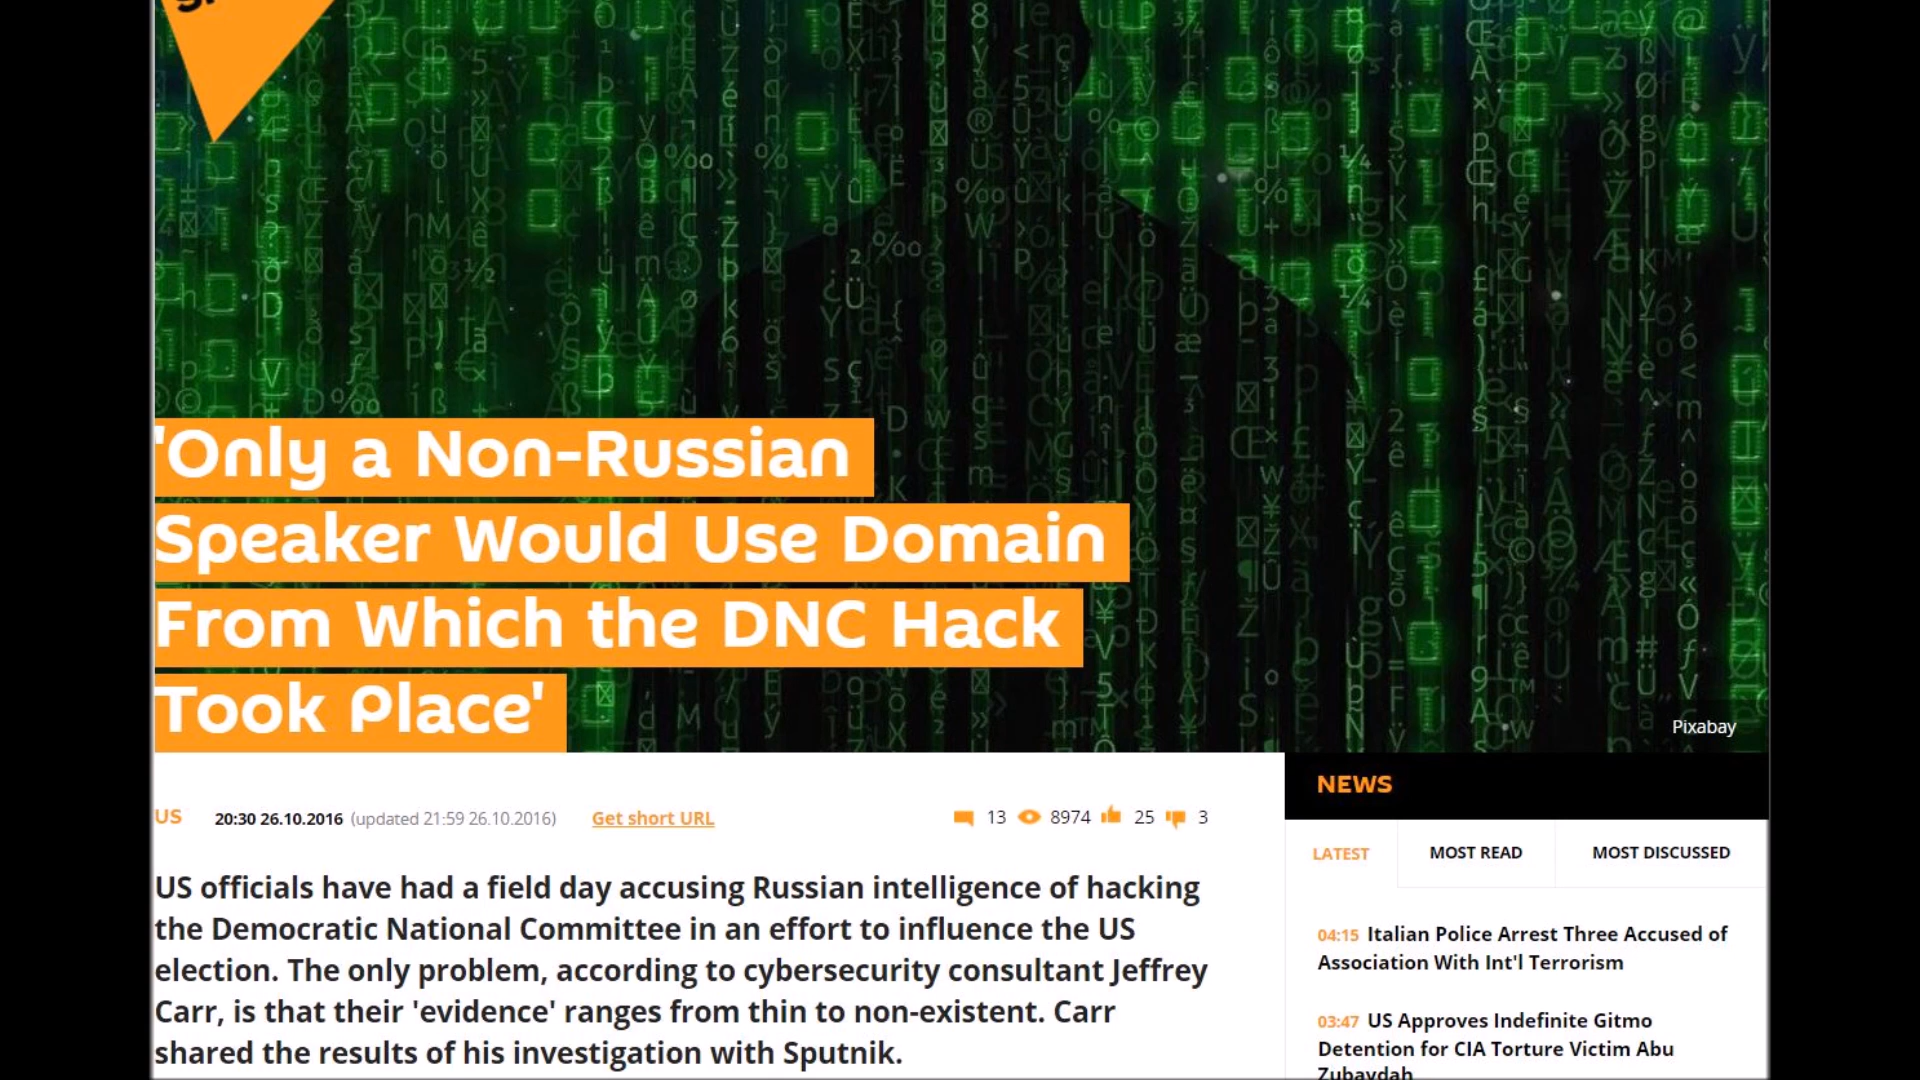 'Only a Non-Russian
Speaker Would Use Domain
From Which the DNC Hack
Took Place'
Pixabay
US 20:30 26.10.2016 (updated 21:59 26.10.2016) Get short URL 13 8974 25 3
US officials have had a field day accusing Russian intelligence of hacking
the Democratic National Committee in an effort to influence the US
election. The only problem, according to cybersecurity consultant Jeffrey
Carr, is that their 'evidence' ranges from thin to non-existent. Carr
shared the results of his investigation with Sputnik.
NEWS
LATEST MOST READ MOST DISCUSSED
04:15 Italian Police Arrest Three Accused of
Association With Int'l Terrorism
03:47 US Approves Indefinite Gitmo
Detention for CIA Torture Victim Abu
Zubaydah